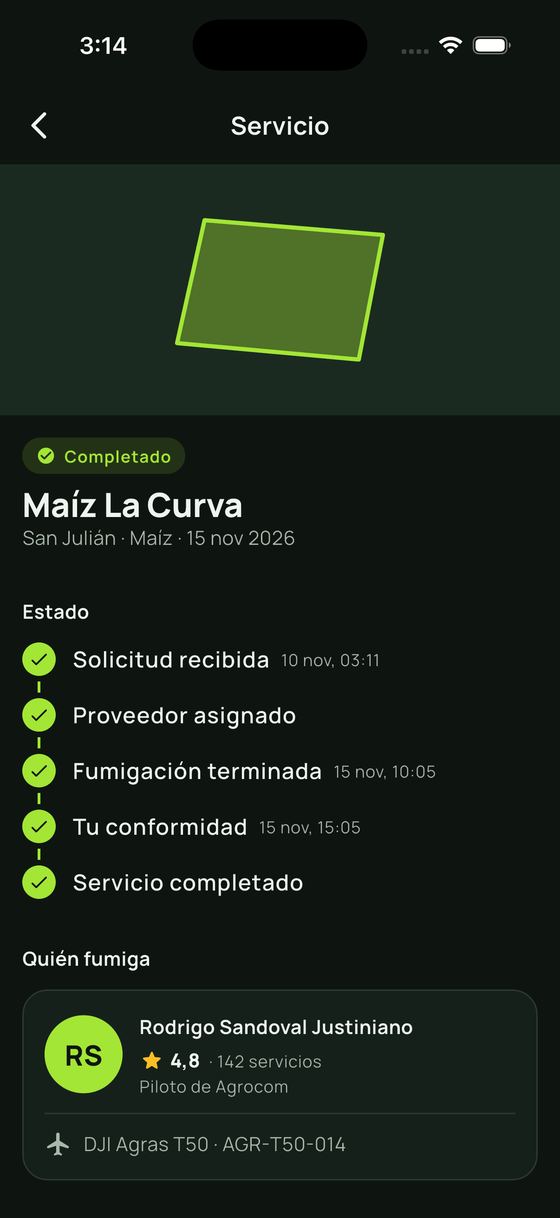 3:14
Servicio
Completado
Maíz La Curva
San Julián · Maíz · 15 nov 2026
Estado
Solicitud recibida 10 nov, 03:11
Proveedor asignado
Fumigación terminada 15 nov, 10:05
Tu conformidad 15 nov, 15:05
Servicio completado
Quién fumiga
RS
Rodrigo Sandoval Justiniano
4,8 · 142 servicios
Piloto de Agrocom
DJI Agras T50 · AGR-T50-014